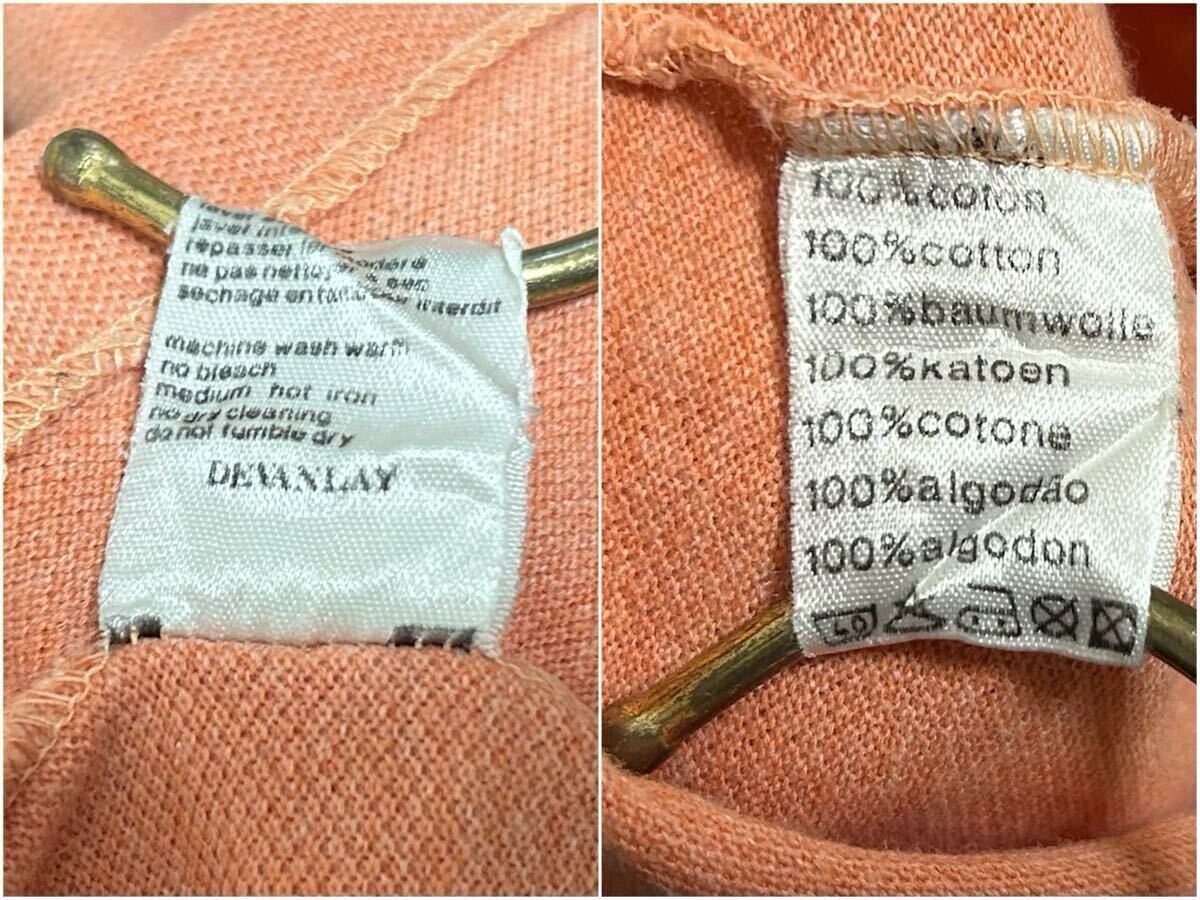 repasser
ne pas
sechage en interdit
machine wash warm
no bleach
medium hot iron
no dry cleaning
do not tumble dry
DEVANLAY
100%coton
100%cotton
100%baumwolle
100%katoen
100%cotone
100%algodão
100%algodon